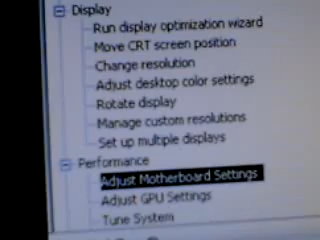 Display
Run display optimization wizard
Move CRT screen position
Change resolution
Adjust desktop color settings
Rotate display
Manage custom resolutions
Set up multiple displays
Performance
Adjust Motherboard Settings
Adjust GPU Settings
Tune System